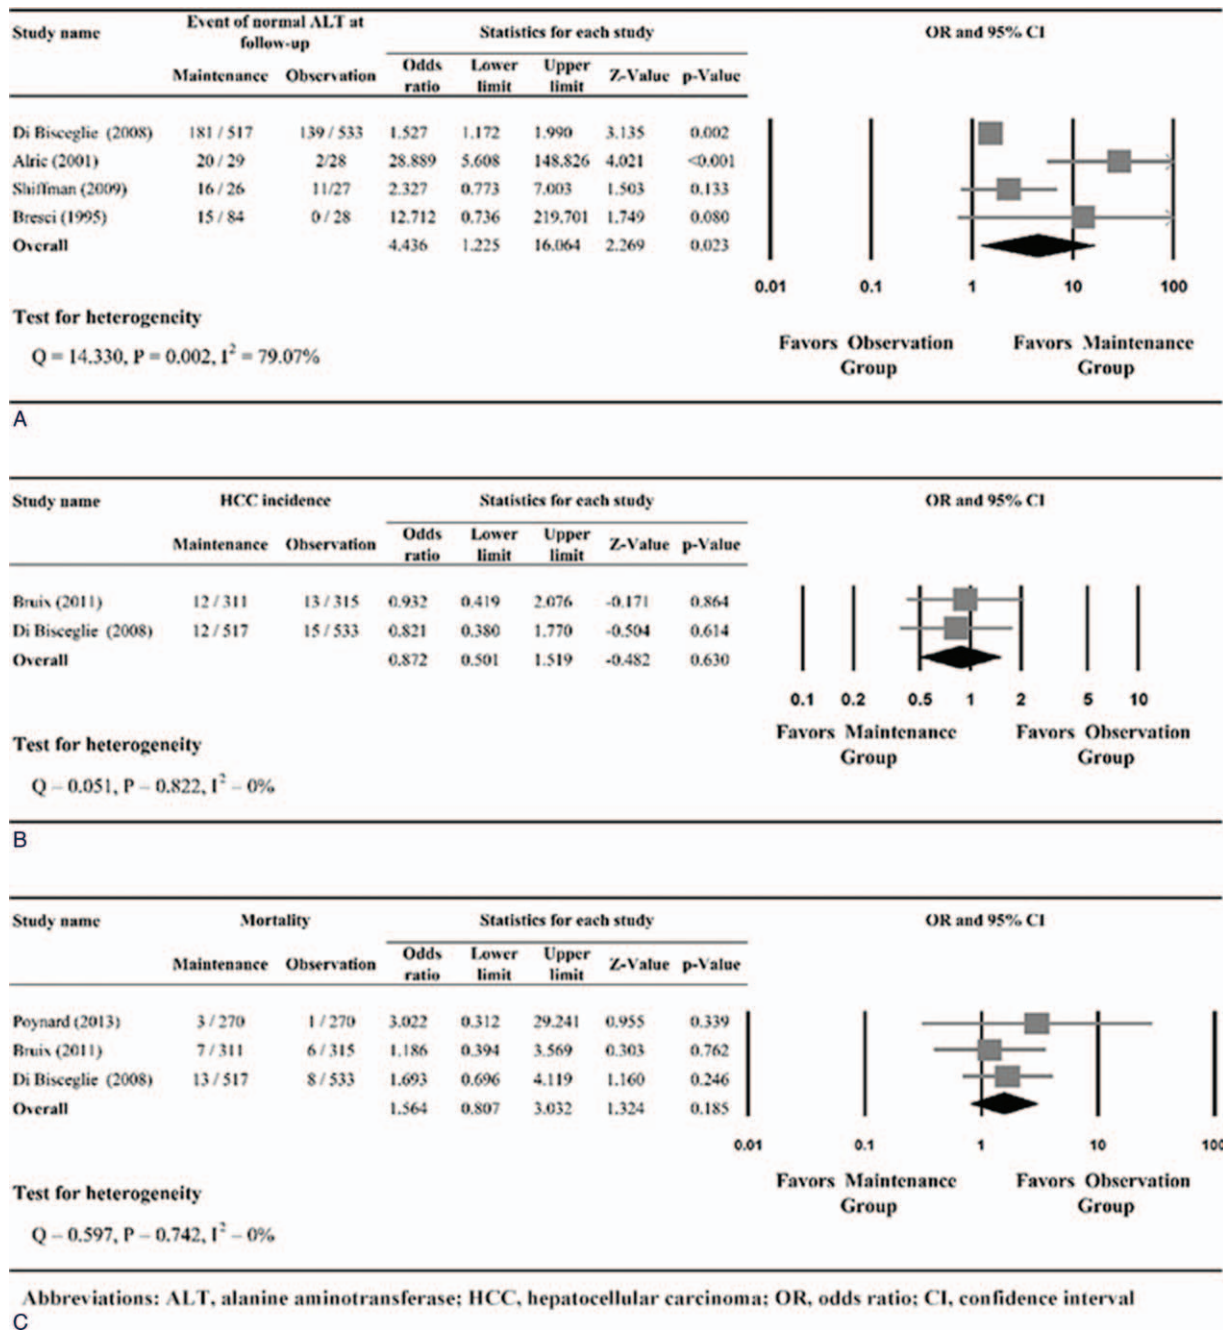 Study name Event of normal ALT at follow-up Statistics for each study OR and 95% CI
Maintenance Observation Odds ratio Lower limit Upper limit Z-Value p-Value
Di Bisceglie (2008) 181 / 517 139 / 533 1.527 1.172 1.990 3.135 0.002
Alric (2001) 20 / 29 2/28 28.889 5.608 148.826 4.021 <0.001
Shiffman (2009) 16 / 26 11/27 2.327 0.773 7.003 1.503 0.133
Bresci (1995) 15 / 84 0 / 28 12.712 0.736 219.701 1.749 0.080
Overall 4.436 1.225 16.064 2.269 0.023
0.01 0.1 1 10 100
Test for heterogeneity
Q = 14.330, P = 0.002, I² = 79.07%
Favors Observation Group Favors Maintenance Group
A
Study name HCC incidence Statistics for each study OR and 95% CI
Maintenance Observation Odds ratio Lower limit Upper limit Z-Value p-Value
Bruix (2011) 12 / 311 13 / 315 0.932 0.419 2.076 -0.171 0.864
Di Bisceglie (2008) 12 / 517 15 / 533 0.821 0.380 1.770 -0.504 0.614
Overall 0.872 0.501 1.519 -0.482 0.630
0.1 0.2 0.5 1 2 5 10
Favors Maintenance Group Favors Observation Group
Test for heterogeneity
Q – 0.051, P – 0.822, I² – 0%
B
Study name Mortality Statistics for each study OR and 95% CI
Maintenance Observation Odds ratio Lower limit Upper limit Z-Value p-Value
Poynard (2013) 3 / 270 1 / 270 3.022 0.312 29.241 0.955 0.339
Bruix (2011) 7 / 311 6 / 315 1.186 0.394 3.569 0.303 0.762
Di Bisceglie (2008) 13 / 517 8 / 533 1.693 0.696 4.119 1.160 0.246
Overall 1.564 0.807 3.032 1.324 0.185
0.01 0.1 1 10 100
Favors Maintenance Group Favors Observation Group
Test for heterogeneity
Q – 0.597, P – 0.742, I² – 0%
Abbreviations: ALT, alanine aminotransferase; HCC, hepatocellular carcinoma; OR, odds ratio; CI, confidence interval
C